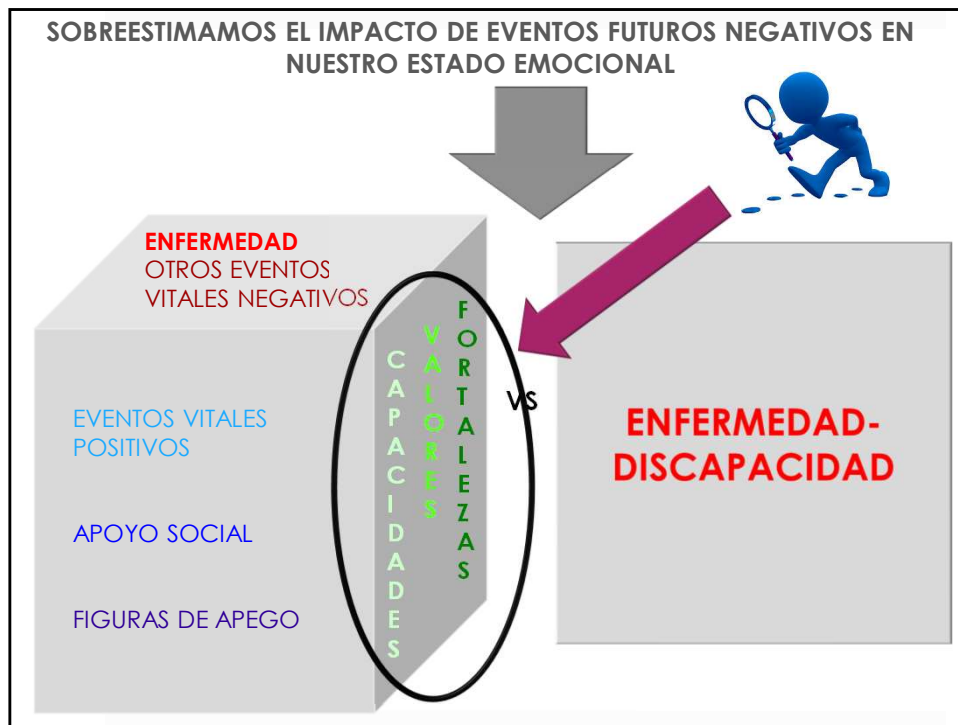 SOBREESTIMAMOS EL IMPACTO DE EVENTOS FUTUROS NEGATIVOS EN
NUESTRO ESTADO EMOCIONAL
ENFERMEDAD
OTROS EVENTOS
VITALES NEGATIVOS
EVENTOS VITALES
POSITIVOS
APOYO SOCIAL
FIGURAS DE APEGO
CAPACIDADES
VALORES
FORTALEZAS
VS
ENFERMEDAD-
DISCAPACIDAD